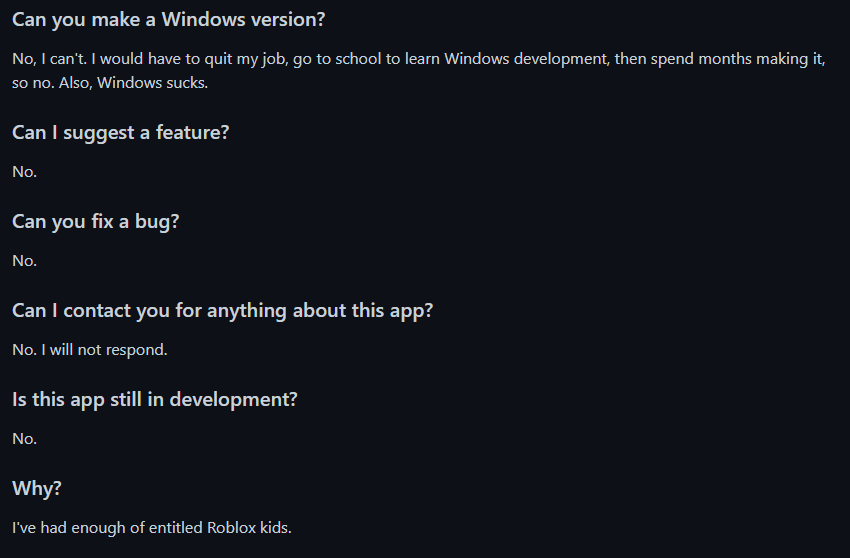 Can you make a Windows version?
No, I can't. I would have to quit my job, go to school to learn Windows development, then spend months making it,
so no. Also, Windows sucks.
Can I suggest a feature?
No.
Can you fix a bug?
No.
Can I contact you for anything about this app?
No. I will not respond.
Is this app still in development?
No.
Why?
I've had enough of entitled Roblox kids.